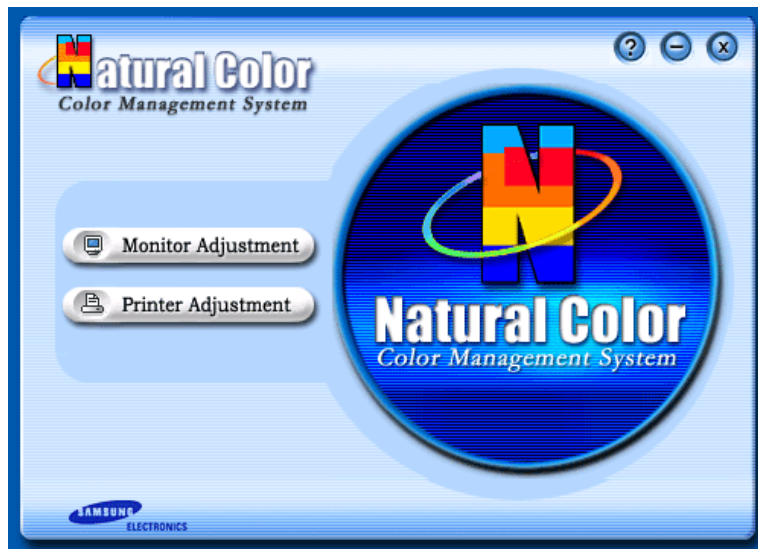 Natural Color
Color Management System
?
x
Monitor Adjustment
Printer Adjustment
N
Natural Color
Color Management System
SAMSUNG
ELECTRONICS